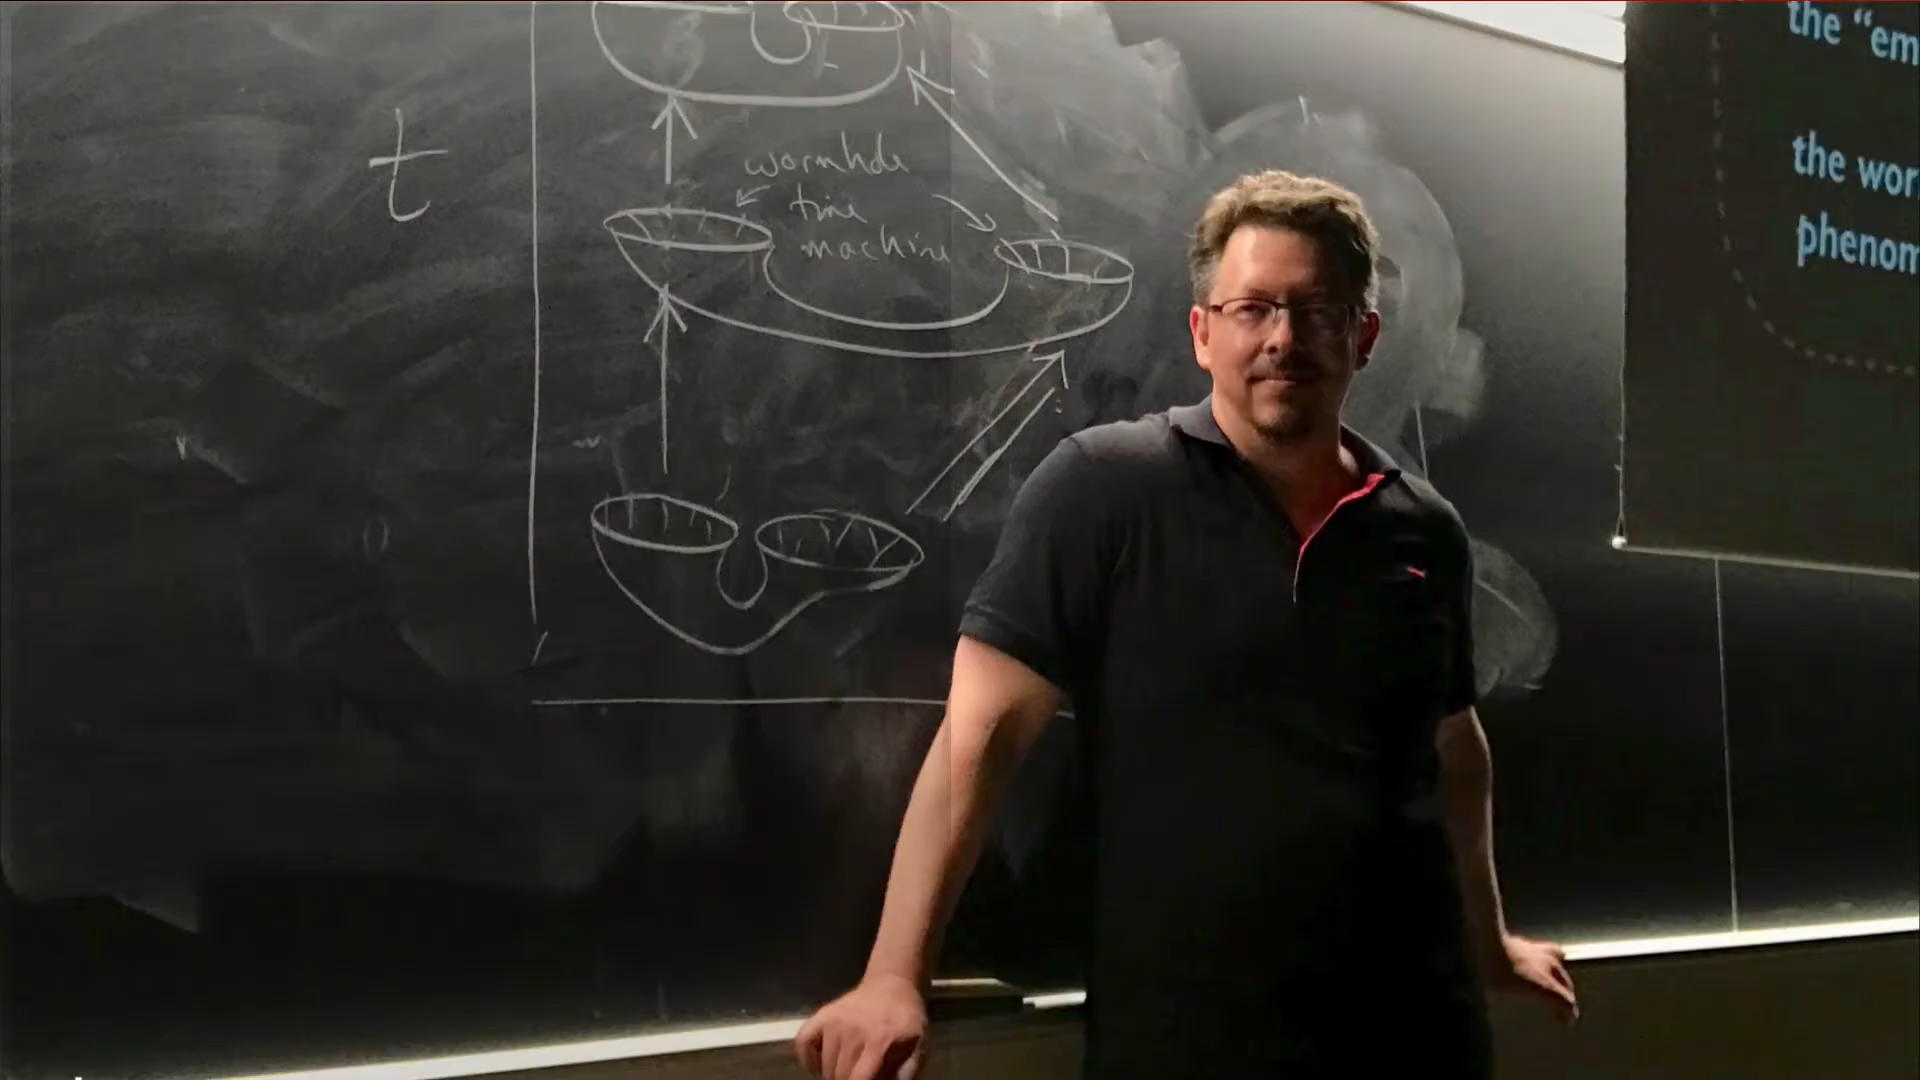 t
wormhole
time
machine
the "em
the wor
phenom